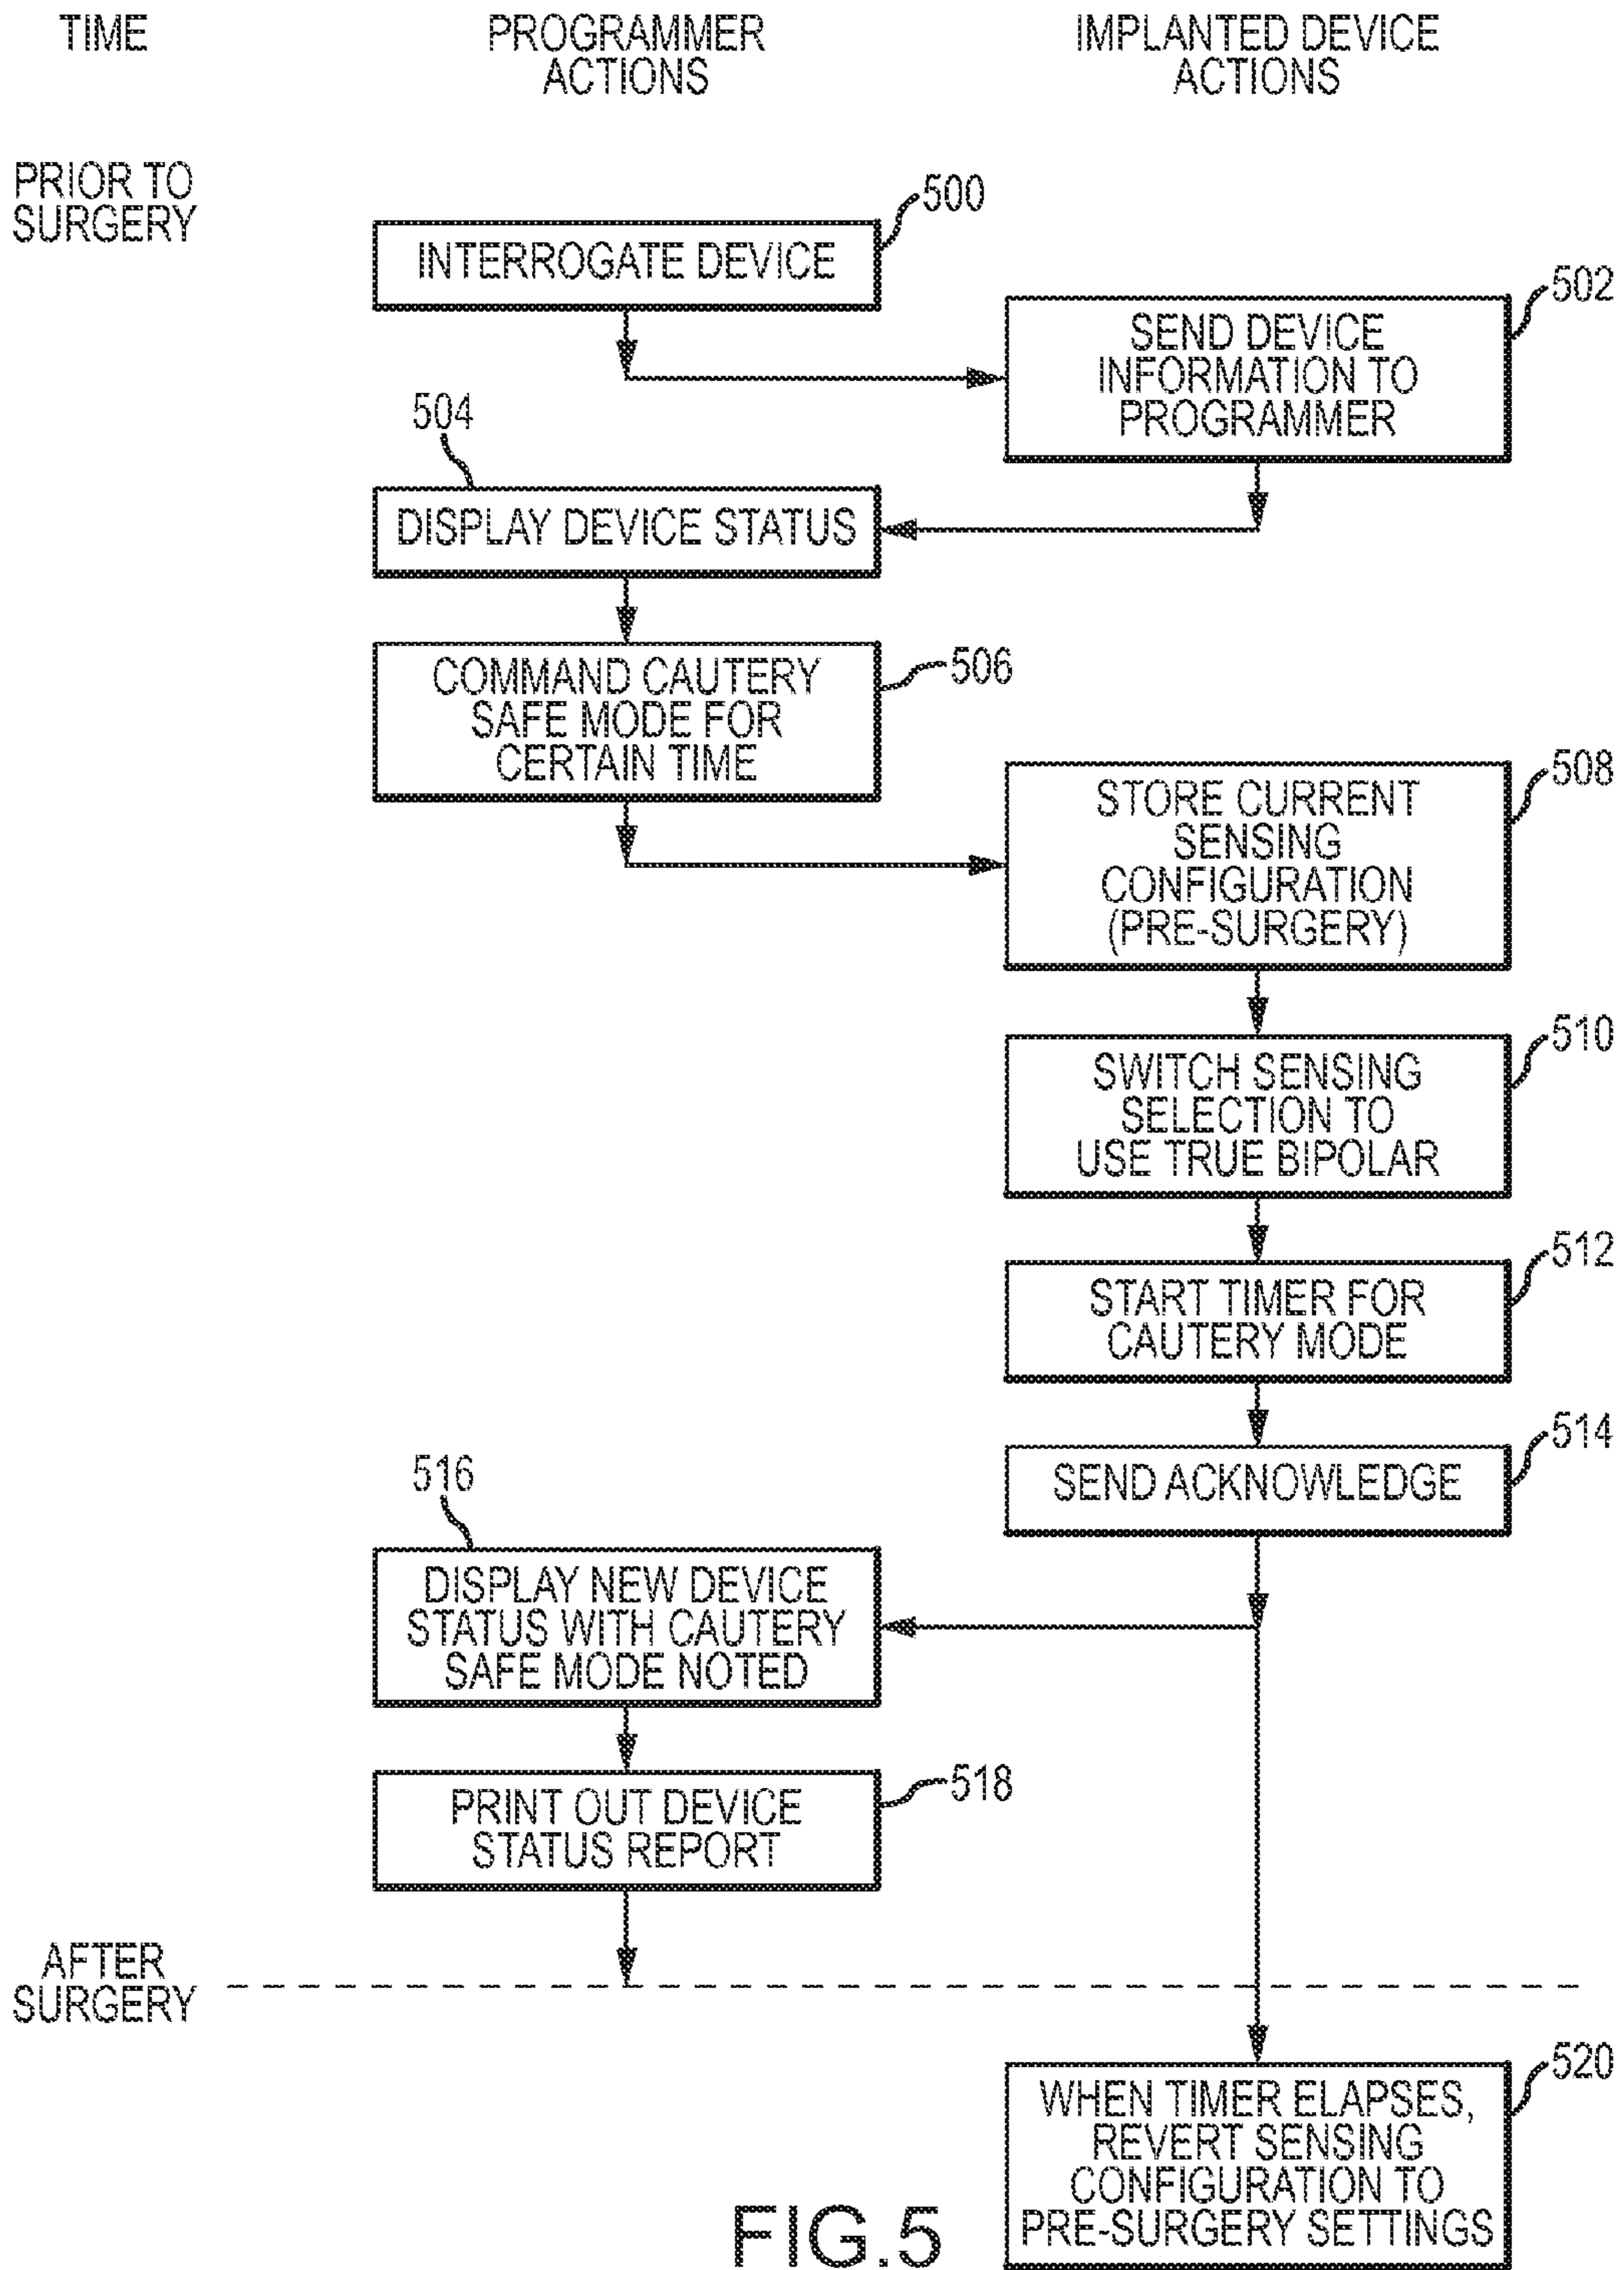 TIME
PROGRAMMER
ACTIONS
IMPLANTED DEVICE
ACTIONS
PRIOR TO
SURGERY
500
INTERROGATE DEVICE
502
SEND DEVICE
INFORMATION TO
PROGRAMMER
504
DISPLAY DEVICE STATUS
506
COMMAND CAUTERY
SAFE MODE FOR
CERTAIN TIME
508
STORE CURRENT
SENSING
CONFIGURATION
(PRE-SURGERY)
510
SWITCH SENSING
SELECTION TO
USE TRUE BIPOLAR
512
START TIMER FOR
CAUTERY MODE
514
SEND ACKNOWLEDGE
516
DISPLAY NEW DEVICE
STATUS WITH CAUTERY
SAFE MODE NOTED
518
PRINT OUT DEVICE
STATUS REPORT
AFTER
SURGERY
520
WHEN TIMER ELAPSES,
REVERT SENSING
CONFIGURATION TO
PRE-SURGERY SETTINGS
FIG.5